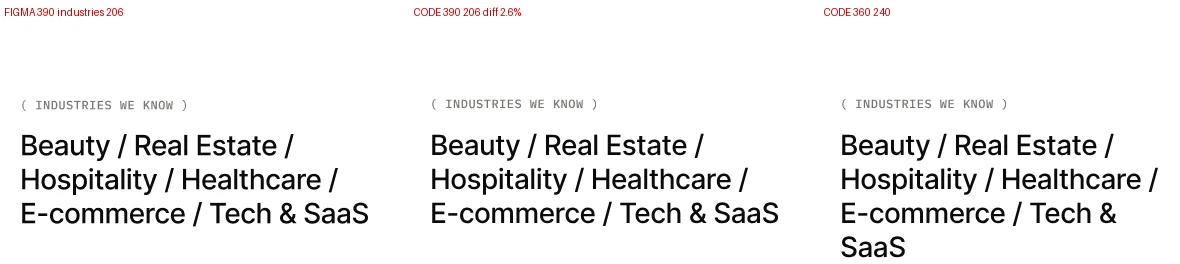 FIGMA 390 industries 206
( INDUSTRIES WE KNOW )
Beauty / Real Estate /
Hospitality / Healthcare /
E-commerce / Tech & SaaS
CODE 390 206 diff 2.6%
( INDUSTRIES WE KNOW )
Beauty / Real Estate /
Hospitality / Healthcare /
E-commerce / Tech & SaaS
CODE 360 240
( INDUSTRIES WE KNOW )
Beauty / Real Estate /
Hospitality / Healthcare /
E-commerce / Tech &
SaaS